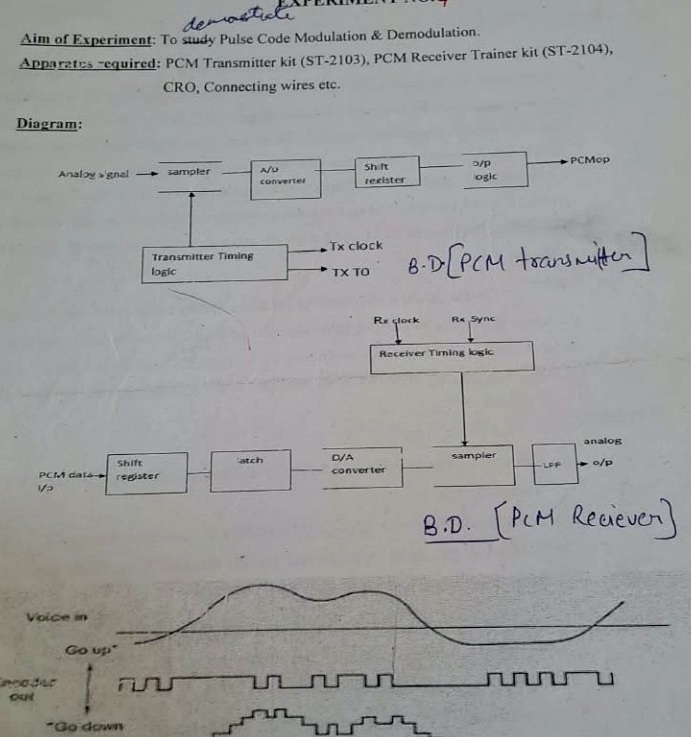 EXPERIMENT NO.
demonstrate
Aim of Experiment: To study Pulse Code Modulation & Demodulation.
Apparates required: PCM Transmitter kit (ST-2103), PCM Receiver Trainer kit (ST-2104),
CRO, Connecting wires etc.
Diagram:
Analog signal sampler A/D converter Shift register o/p logic PCMop
Transmitter Timing logic
Tx clock
TX TO
B.D.[PCM transmitter]
Rx clock Rx Sync
Receiver Timing logic
PCM data I/p Shift register atch D/A converter sampler LPF analog o/p
B.D. [PCM Reciever]
Voice in
Go up"
out
"Go down